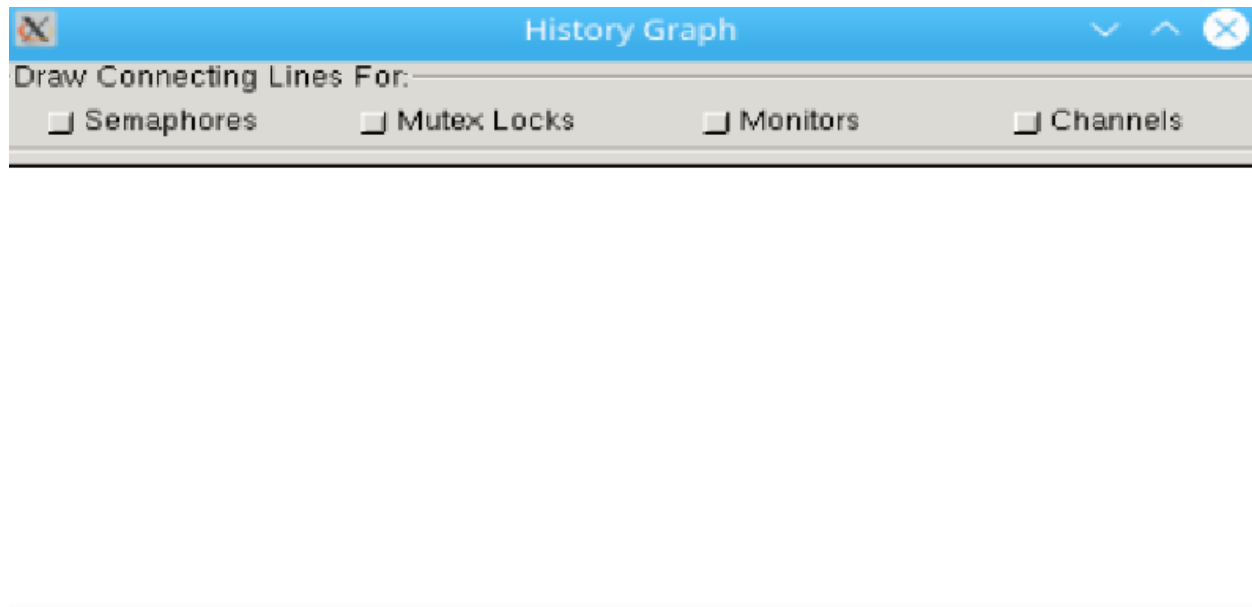 History Graph
Draw Connecting Lines For:
Semaphores Mutex Locks Monitors Channels